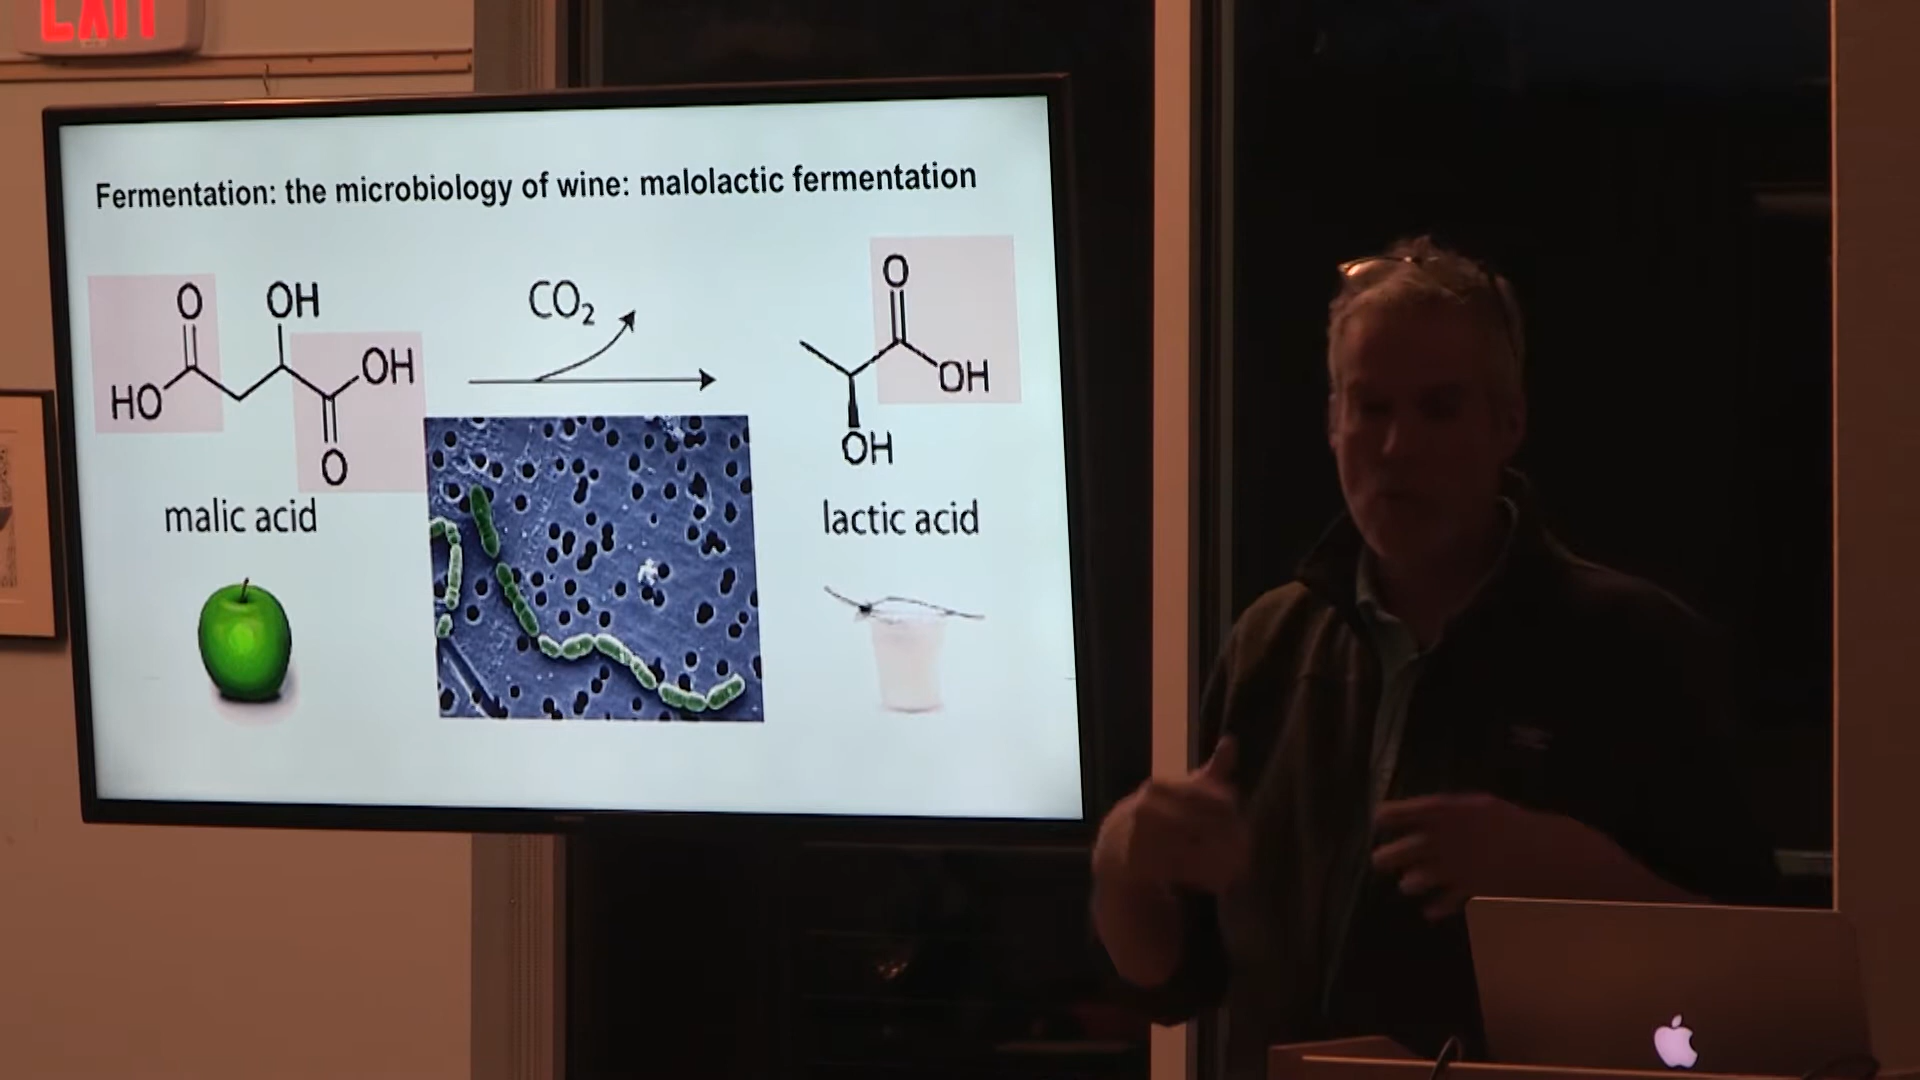 EXIT
Fermentation: the microbiology of wine: malolactic fermentation
O
OH
OH
HO
O
malic acid
CO₂
O
OH
OH
lactic acid